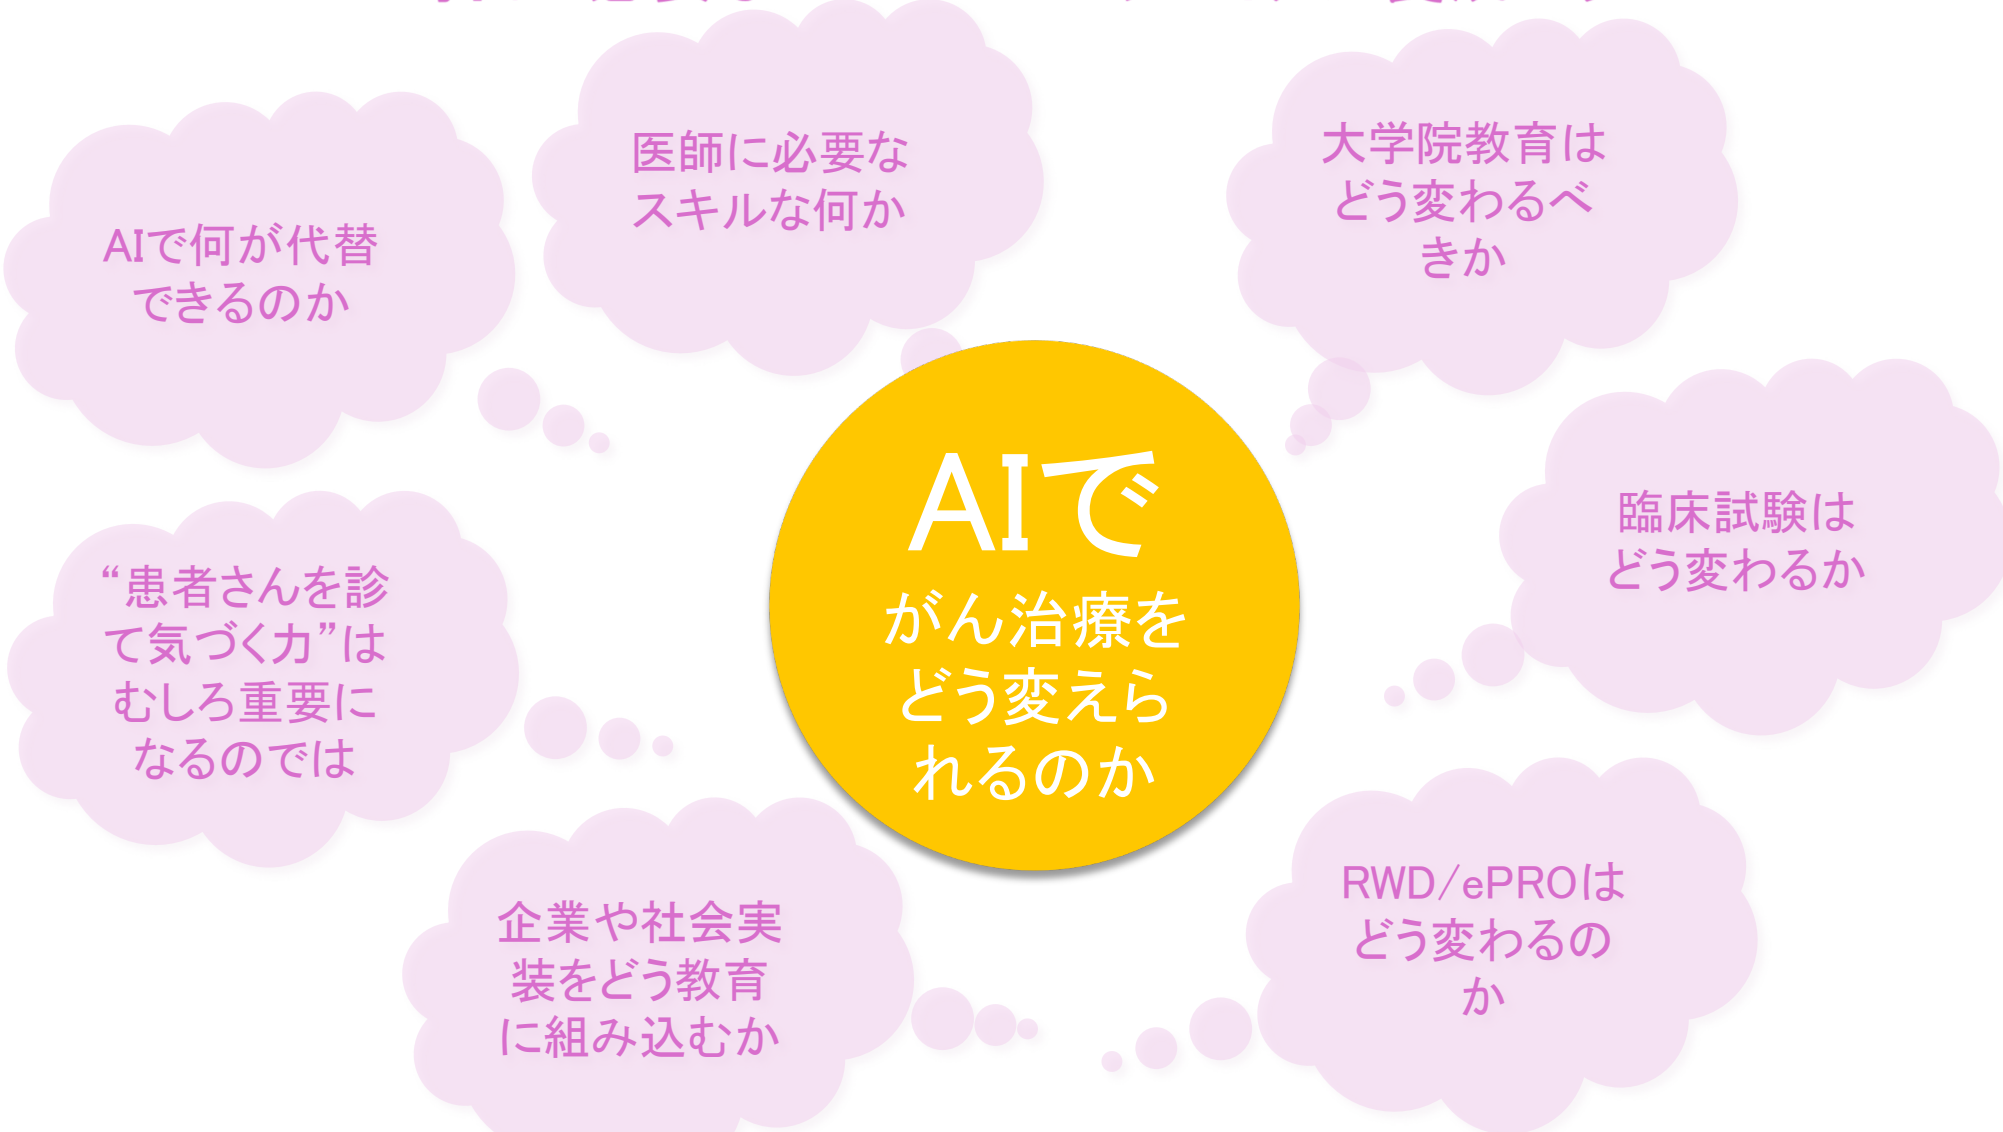 医師に必要な
スキルな何か
大学院教育は
どう変わるべ
きか
AIで何が代替
できるのか
AIで
がん治療を
どう変えら
れるのか
臨床試験は
どう変わるか
“患者さんを診
て気づく力”は
むしろ重要に
なるのでは
企業や社会実
装をどう教育
に組み込むか
RWD/ePROは
どう変わるの
か